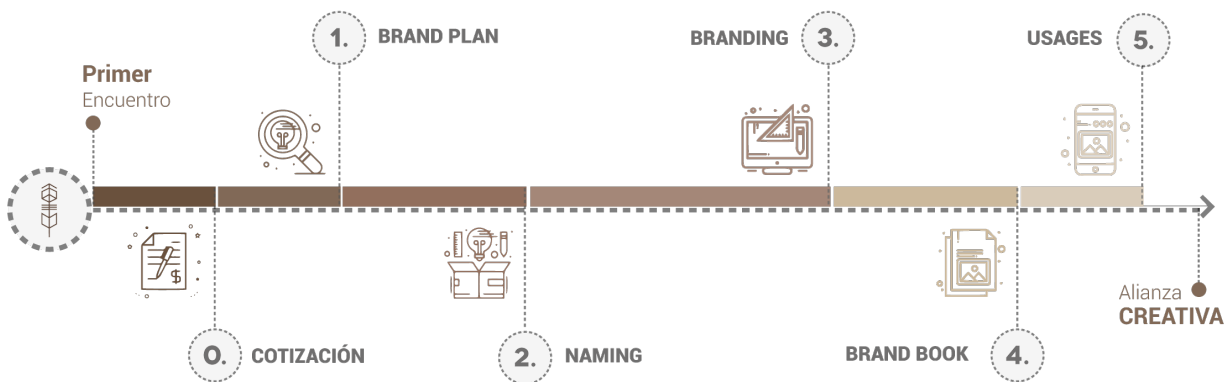 1. BRAND PLAN
BRANDING 3.
USAGES 5.
Primer
Encuentro
$
Alianza
CREATIVA
0. COTIZACIÓN
2. NAMING
BRAND BOOK 4.